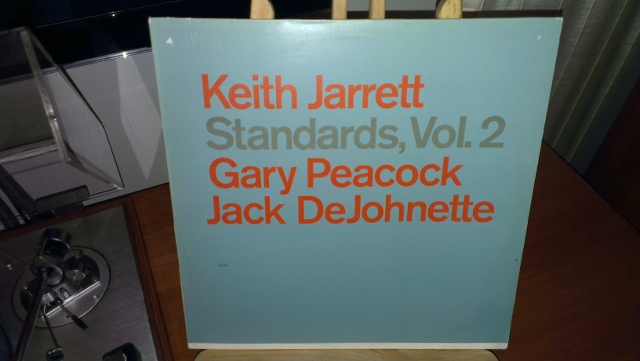 Keith Jarrett
Standards, Vol. 2
Gary Peacock
Jack DeJohnette